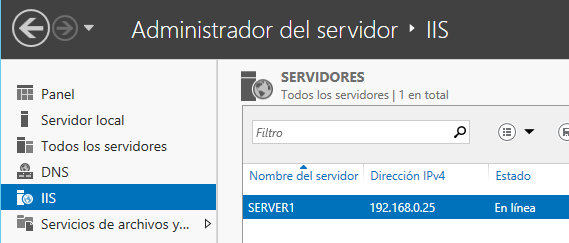 Administrador del servidor ‣ IIS
Panel
Servidor local
Todos los servidores
DNS
IIS
Servicios de archivos y...
SERVIDORES
Todos los servidores | 1 en total
Filtro
Nombre del servidor Dirección IPv4 Estado
SERVER1 192.168.0.25 En línea